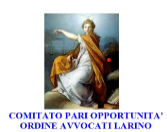 COMITATO PARI OPPORTUNITA'
ORDINE AVVOCATI LARINO